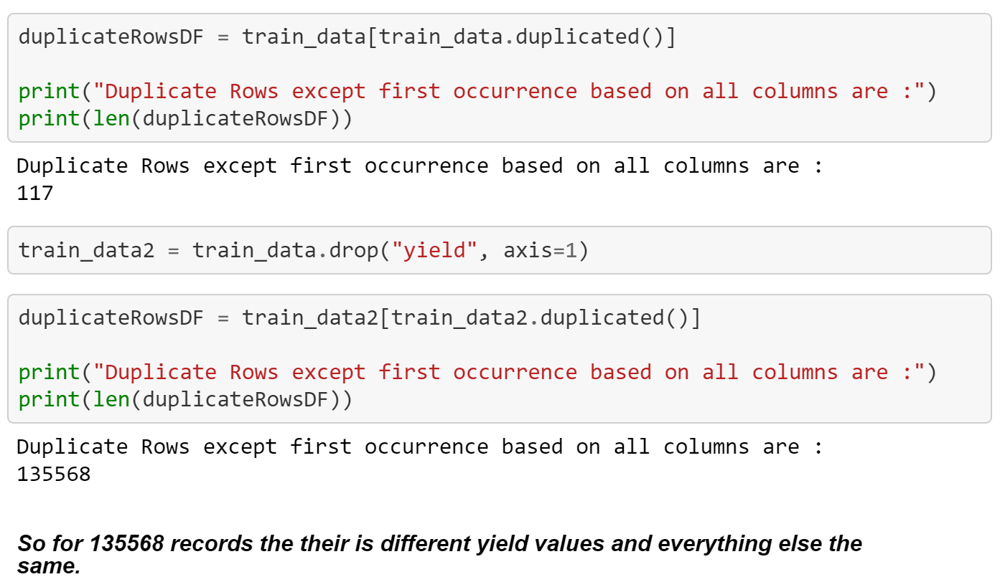 duplicateRowsDF = train_data[train_data.duplicated()]
print("Duplicate Rows except first occurrence based on all columns are :")
print(len(duplicateRowsDF))
Duplicate Rows except first occurrence based on all columns are :
117
train_data2 = train_data.drop("yield", axis=1)
duplicateRowsDF = train_data2[train_data2.duplicated()]
print("Duplicate Rows except first occurrence based on all columns are :")
print(len(duplicateRowsDF))
Duplicate Rows except first occurrence based on all columns are :
135568
So for 135568 records the their is different yield values and everything else the
same.